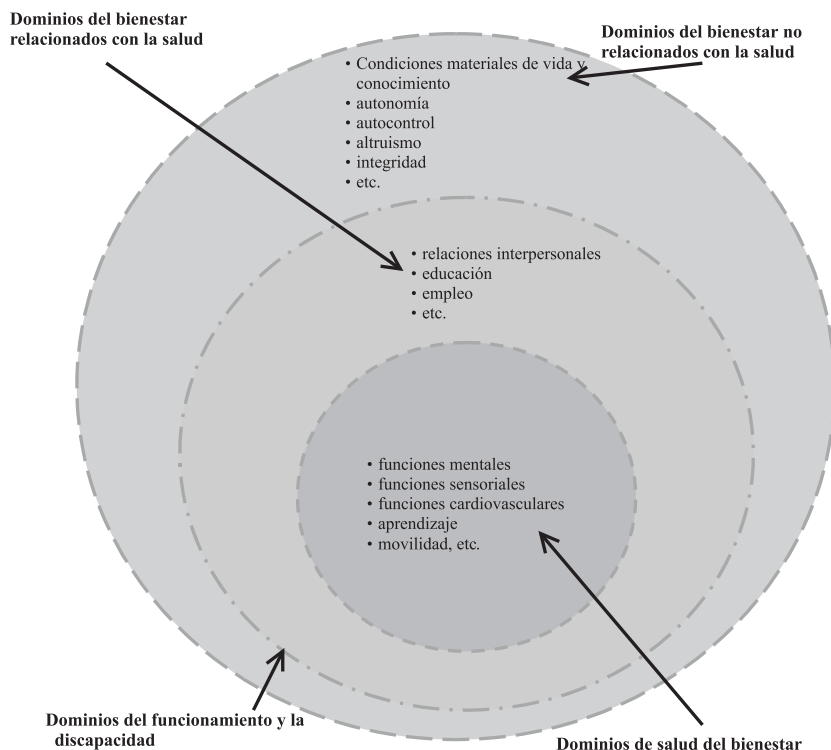 Dominios del bienestar
relacionados con la salud
Dominios del bienestar no
relacionados con la salud
• Condiciones materiales de vida y
conocimiento
• autonomía
• autocontrol
• altruismo
• integridad
• etc.
• relaciones interpersonales
• educación
• empleo
• etc.
• funciones mentales
• funciones sensoriales
• funciones cardiovasculares
• aprendizaje
• movilidad, etc.
Dominios del funcionamiento y la
discapacidad
Dominios de salud del bienestar